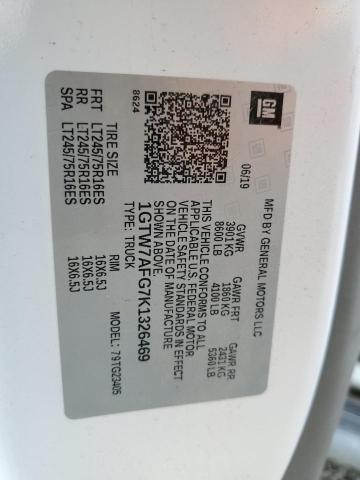 GM
MFD BY GENERAL MOTORS LLC
06/19
GVWR GAWR FRT GAWR RR
3901 KG 1860 KG 2431 KG
8600 LB 4100 LB 5360 LB
THIS VEHICLE CONFORMS TO ALL
APPLICABLE U.S. FEDERAL MOTOR
VEHICLE SAFETY STANDARDS IN EFFECT
ON THE DATE OF MANUFACTURE
SHOWN ABOVE.
1GTW7AFG7K1326469
TYPE: TRUCK
8624
MODEL: 79TG23405
TIRE SIZE RIM
FRT LT245/75R16ES 16X6.5J
RR LT245/75R16ES 16X6.5J
SPA LT245/75R16ES 16X6.5J